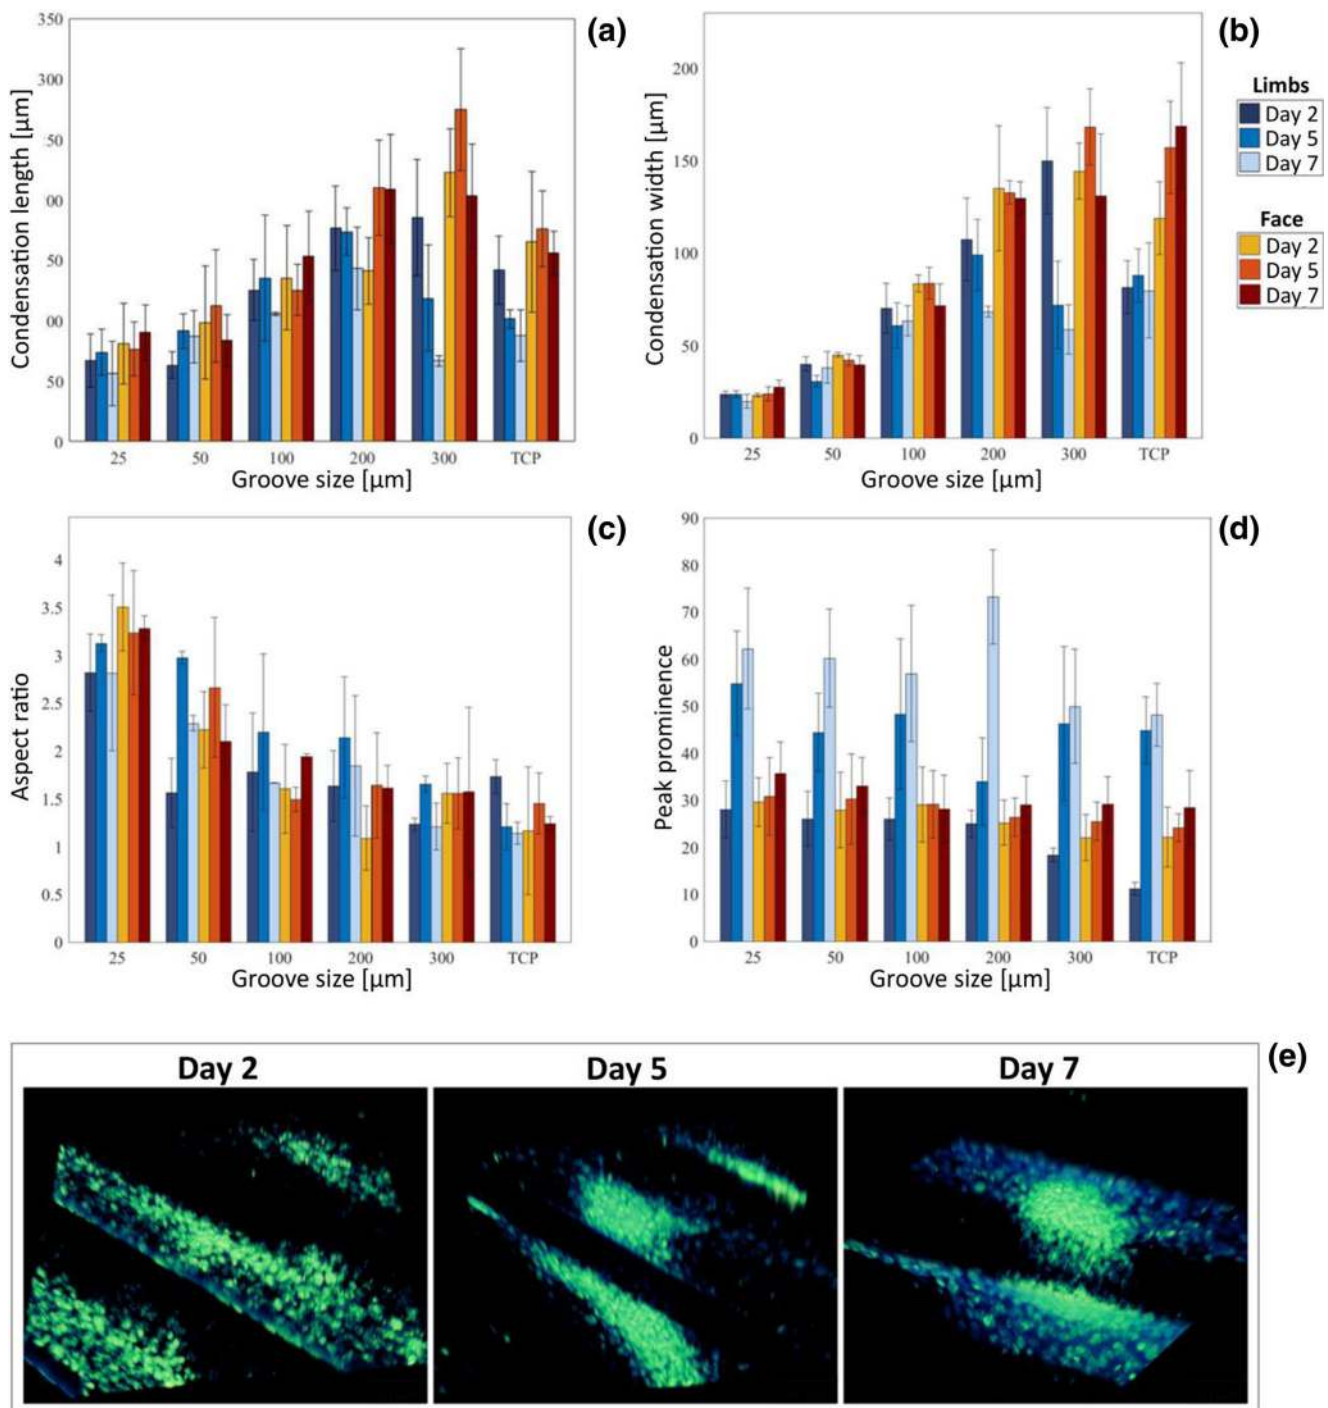 (a)
Condensation length [µm]
350
300
50
00
50
00
50
0
25 50 100 200 300 TCP
Groove size [µm]
(b)
Condensation width [µm]
200
150
100
50
0
25 50 100 200 300 TCP
Groove size [µm]
Limbs
Day 2
Day 5
Day 7
Face
Day 2
Day 5
Day 7
(c)
Aspect ratio
4
3.5
3
2.5
2
1.5
1
0.5
0
25 50 100 200 300 TCP
Groove size [µm]
(d)
Peak prominence
90
80
70
60
50
40
30
20
10
0
25 50 100 200 300 TCP
Groove size [µm]
(e)
Day 2 Day 5 Day 7